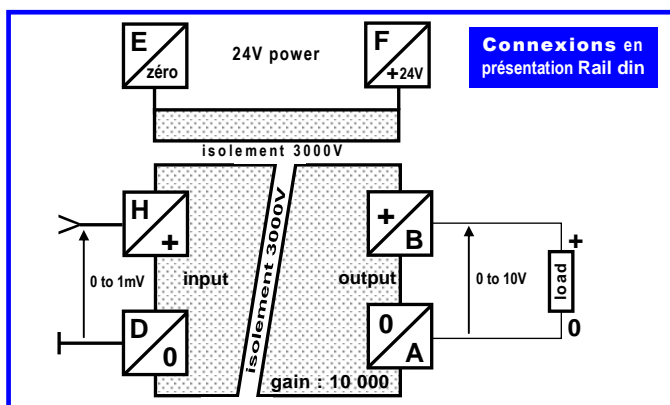 E
zéro
24V power
F
+24V
Connexions en
présentation Rail din
isolement 3000V
H
+
0 to 1mV
input
D
0
isolement 3000V
+
B
output
0
A
gain : 10 000
0 to 10V
+
load
0